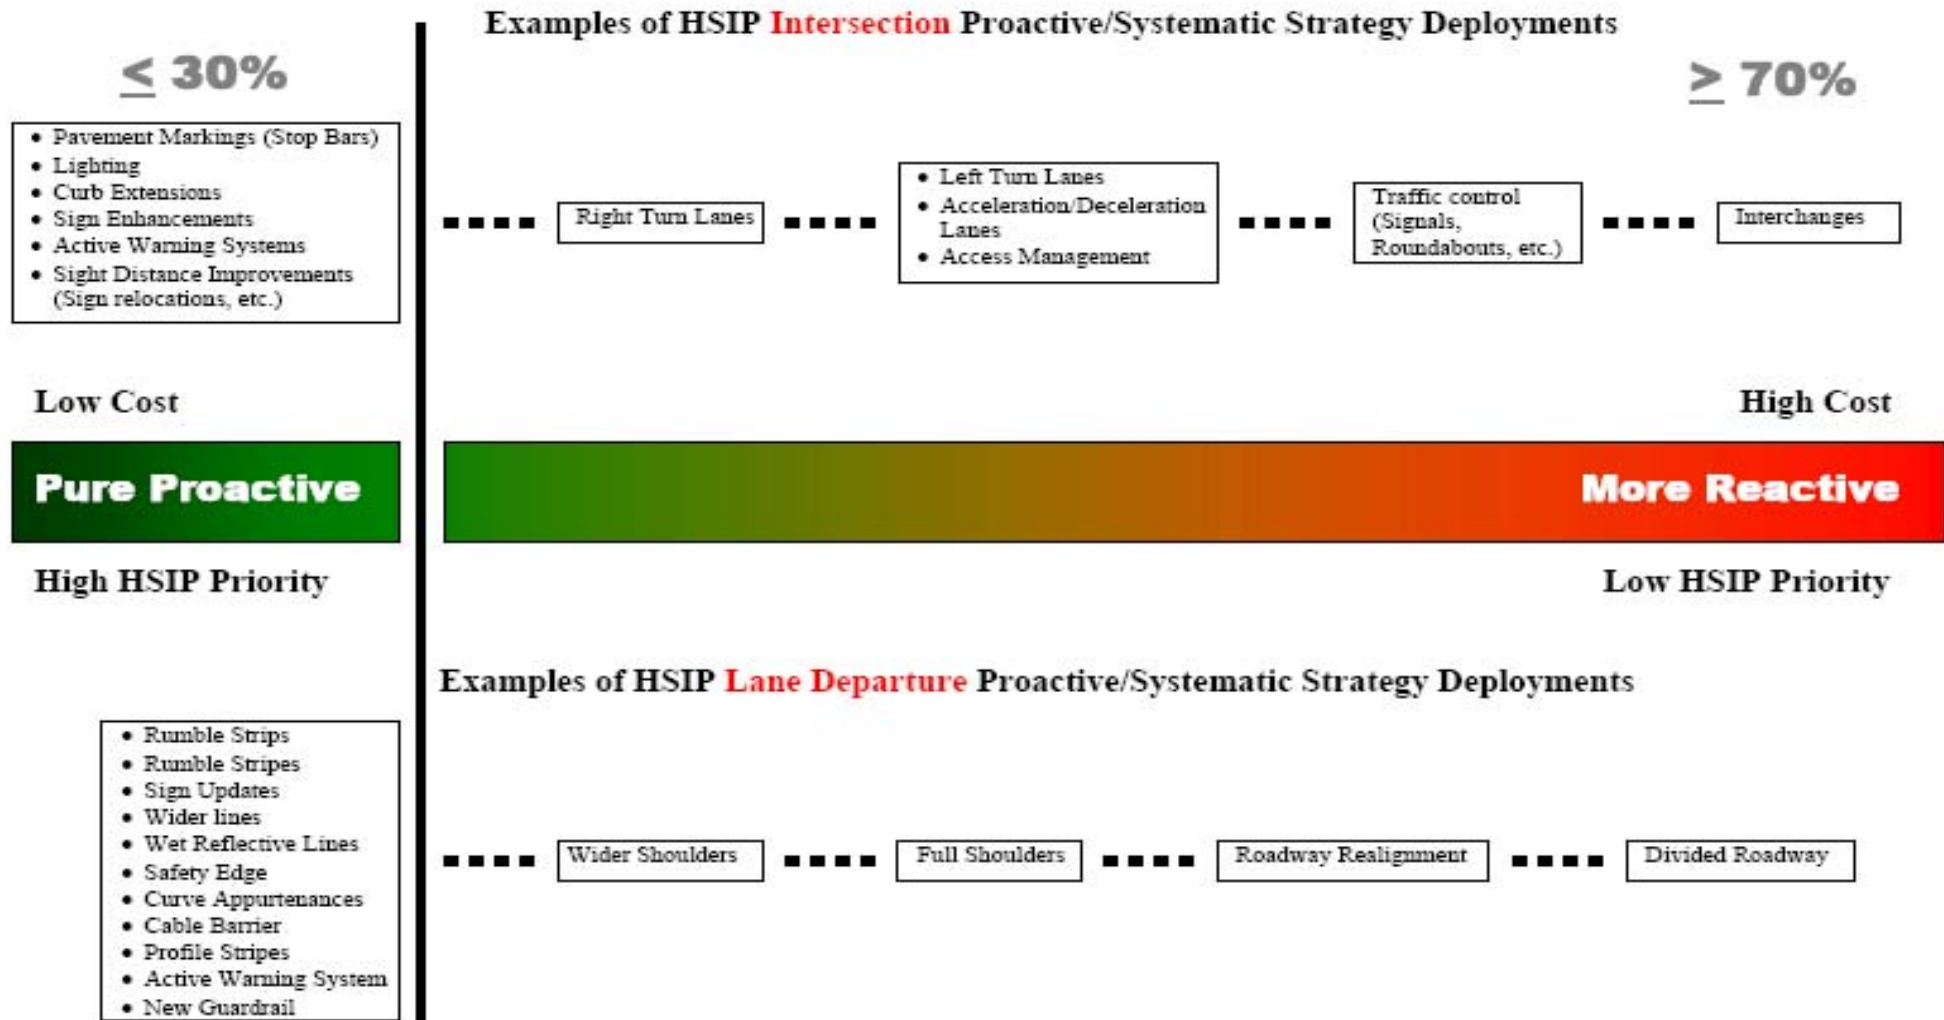 Examples of HSIP Intersection Proactive/Systematic Strategy Deployments
≤ 30%
≥ 70%
• Pavement Markings (Stop Bars)
• Lighting
• Curb Extensions
• Sign Enhancements
• Active Warning Systems
• Sight Distance Improvements
(Sign relocations, etc.)
Right Turn Lanes
• Left Turn Lanes
• Acceleration/Deceleration
Lanes
• Access Management
Traffic control
(Signals,
Roundabouts, etc.)
Interchanges
Low Cost
High Cost
Pure Proactive
More Reactive
High HSIP Priority
Low HSIP Priority
Examples of HSIP Lane Departure Proactive/Systematic Strategy Deployments
• Rumble Strips
• Rumble Stripes
• Sign Updates
• Wider lines
• Wet Reflective Lines
• Safety Edge
• Curve Appurtenances
• Cable Barrier
• Profile Stripes
• Active Warning System
• New Guardrail
Wider Shoulders
Full Shoulders
Roadway Realignment
Divided Roadway